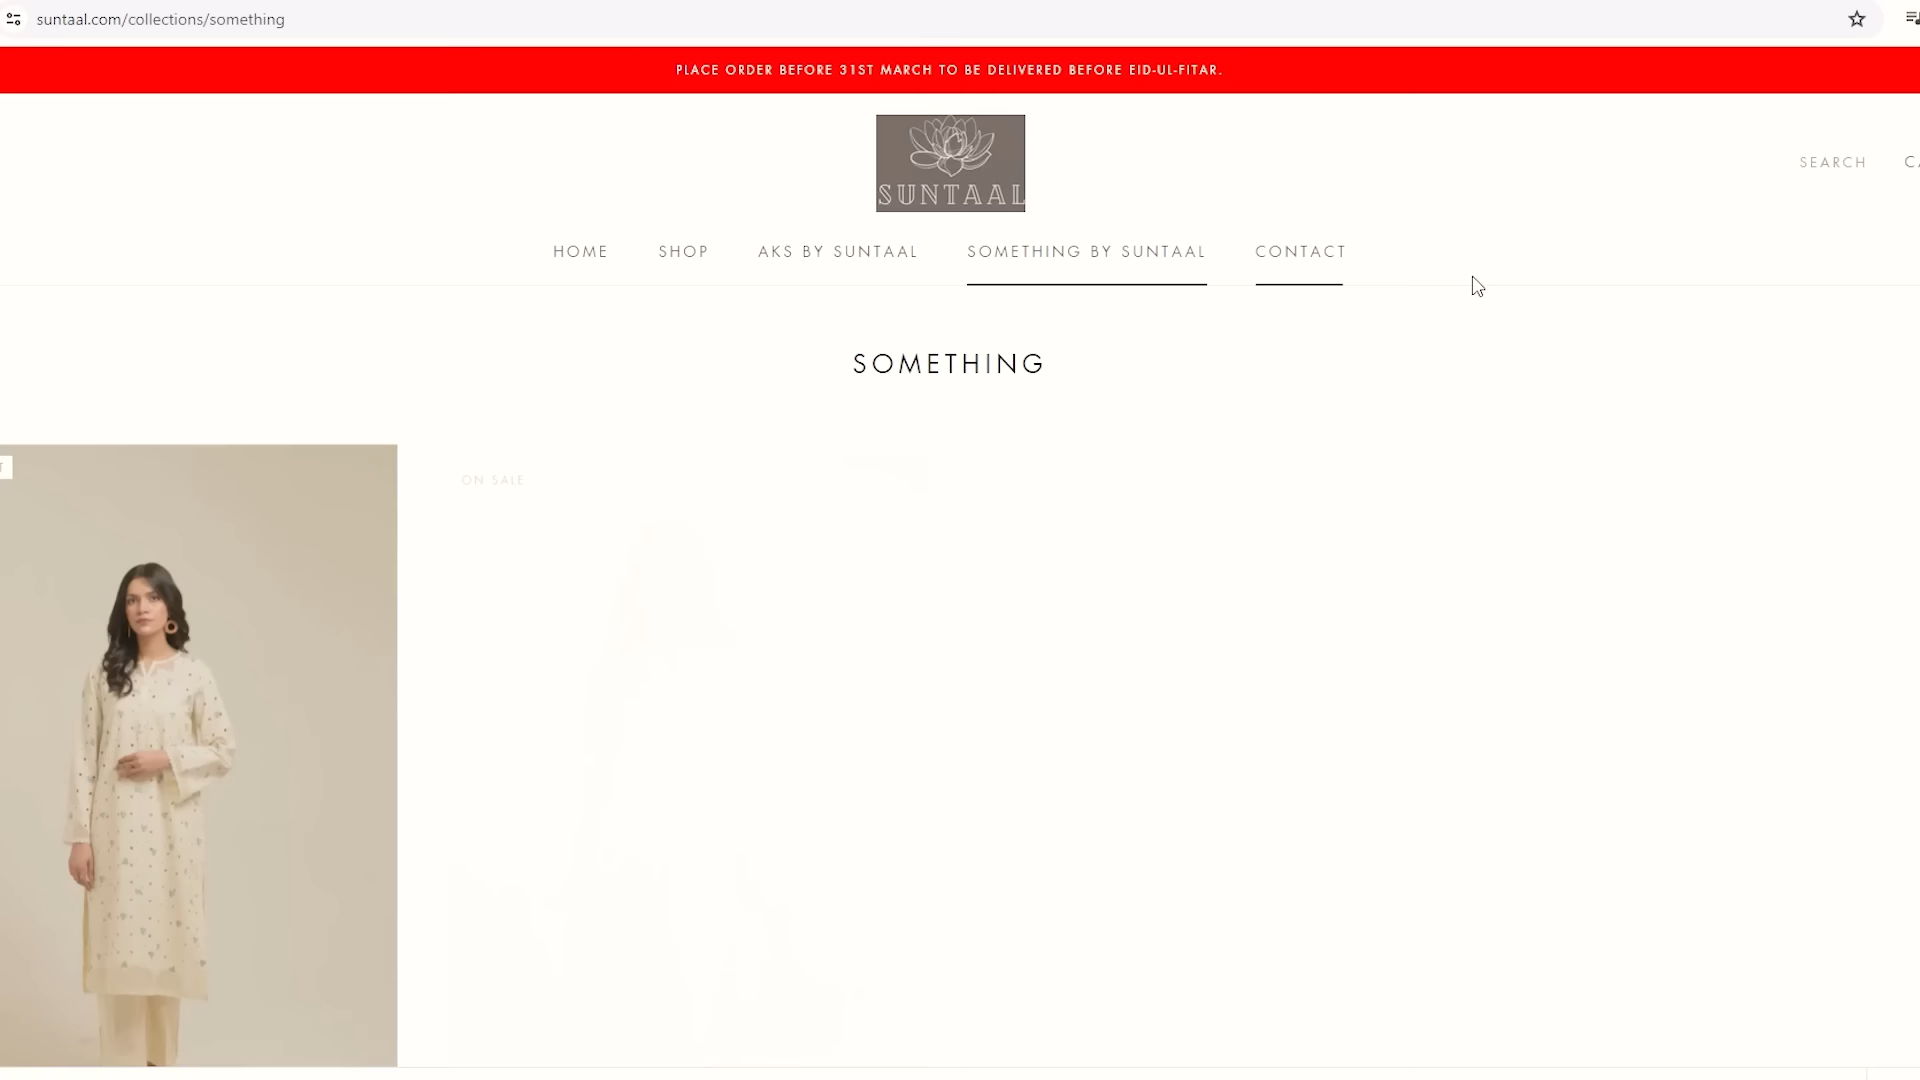 suntaal.com/collections/something
PLACE ORDER BEFORE 31ST MARCH TO BE DELIVERED BEFORE EID-UL-FITAR.
SUNTAAL
SEARCH
HOME SHOP AKS BY SUNTAAL SOMETHING BY SUNTAAL CONTACT
SOMETHING
ON SALE